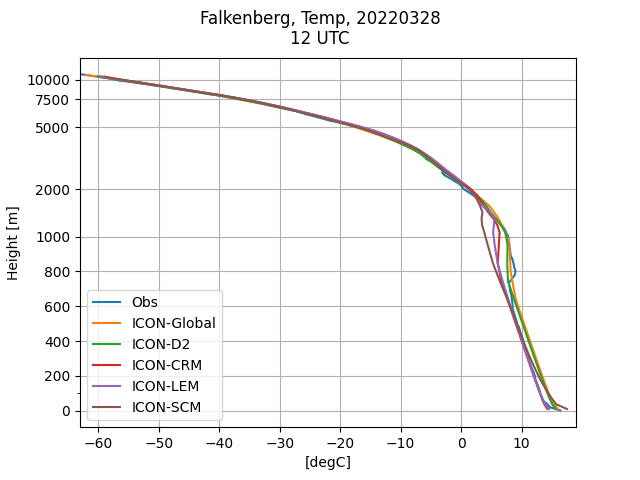 Falkenberg, Temp, 20220328
12 UTC
Height [m]
10000
7500
5000
2000
1000
800
600
400
200
0
Obs
ICON-Global
ICON-D2
ICON-CRM
ICON-LEM
ICON-SCM
−60 −50 −40 −30 −20 −10 0 10
[degC]